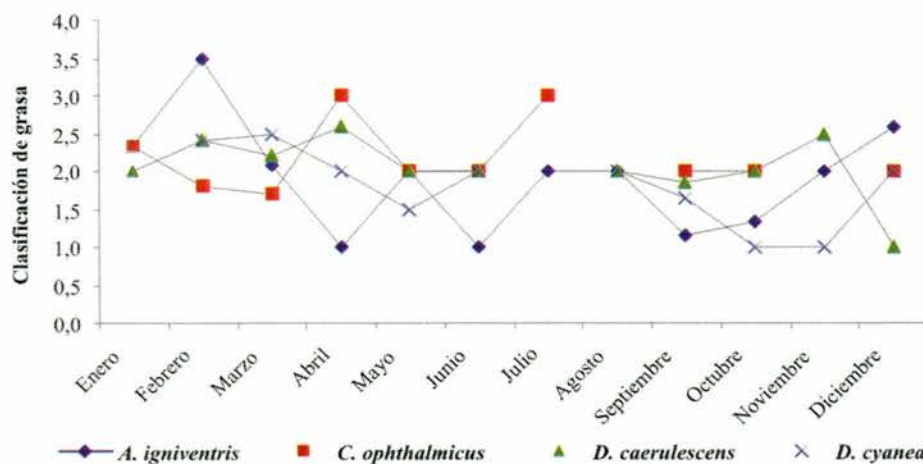 4,0
3,5
3,0
2,5
2,0
1,5
1,0
0,5
0,0
Clasificación de grasa
Enero
Febrero
Marzo
Abril
Mayo
Junio
Julio
Agosto
Septiembre
Octubre
Noviembre
Diciembre
A. igniventris C. ophthalmicus D. caerulescens D. cyanea